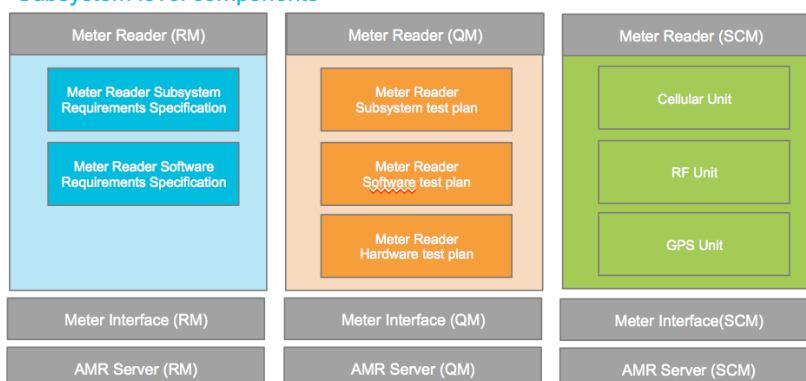 Subsystem level components
Meter Reader (RM)
Meter Reader Subsystem
Requirements Specification
Meter Reader Software
Requirements Specification
Meter Reader (QM)
Meter Reader
Subsystem test plan
Meter Reader
Software test plan
Meter Reader
Hardware test plan
Meter Reader (SCM)
Cellular Unit
RF Unit
GPS Unit
Meter Interface (RM)
Meter Interface (QM)
Meter Interface(SCM)
AMR Server (RM)
AMR Server (QM)
AMR Server (SCM)